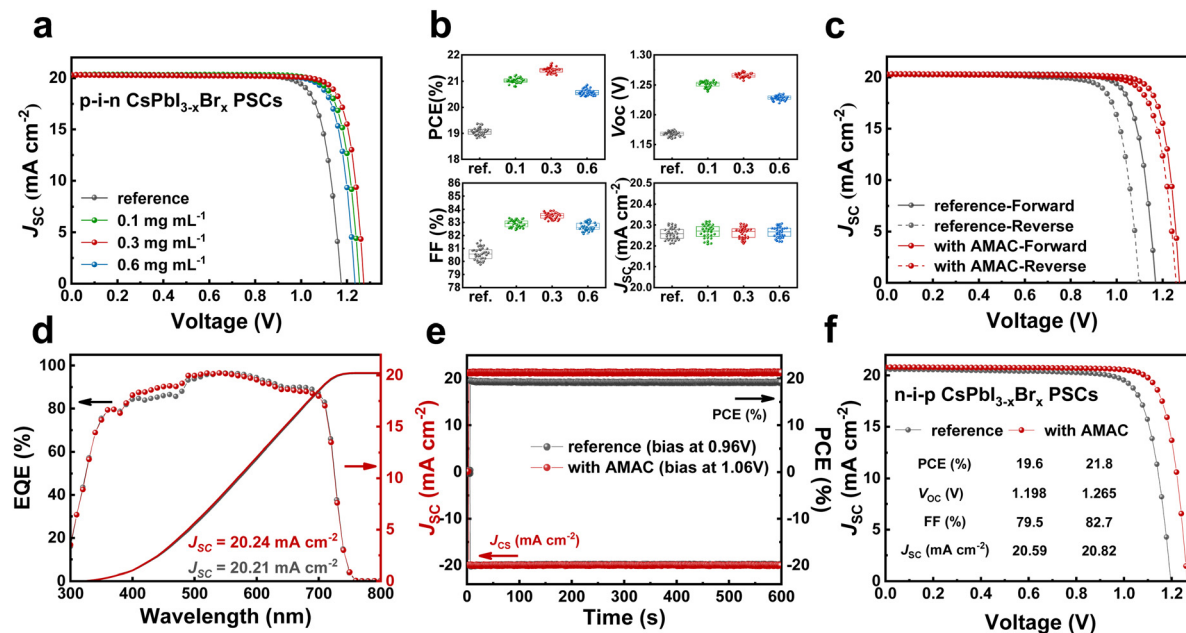 a
J_SC (mA cm⁻²)
20
15
10
5
0
p-i-n CsPbI₃₋ₓBrₓ PSCs
reference
0.1 mg mL⁻¹
0.3 mg mL⁻¹
0.6 mg mL⁻¹
0.0 0.2 0.4 0.6 0.8 1.0 1.2
Voltage (V)
b
PCE(%)
22
21
20
19
18
ref. 0.1 0.3 0.6
Voc (V)
1.30
1.25
1.20
1.15
ref. 0.1 0.3 0.6
FF (%)
86
85
84
83
82
81
80
79
78
ref. 0.1 0.3 0.6
J_SC (mA cm⁻²)
20.5
20.4
20.3
20.2
20.1
20.0
ref. 0.1 0.3 0.6
c
J_SC (mA cm⁻²)
20
15
10
5
0
reference-Forward
reference-Reverse
with AMAC-Forward
with AMAC-Reverse
0.0 0.2 0.4 0.6 0.8 1.0 1.2
Voltage (V)
d
EQE (%)
100
80
60
40
20
0
J_SC = 20.24 mA cm⁻²
J_SC = 20.21 mA cm⁻²
300 400 500 600 700 800
Wavelength (nm)
20
15
10
5
0
J_SC (mA cm⁻²)
e
20
10
0
-10
-20
PCE (%)
reference (bias at 0.96V)
with AMAC (bias at 1.06V)
J_CS (mA cm⁻²)
0 100 200 300 400 500 600
Time (s)
20
10
0
-10
-20
PCE (%)
f
J_SC (mA cm⁻²)
20
15
10
5
0
n-i-p CsPbI₃₋ₓBrₓ PSCs
reference with AMAC
PCE (%) 19.6 21.8
V_OC (V) 1.198 1.265
FF (%) 79.5 82.7
J_SC (mA cm⁻²) 20.59 20.82
0.0 0.2 0.4 0.6 0.8 1.0 1.2
Voltage (V)